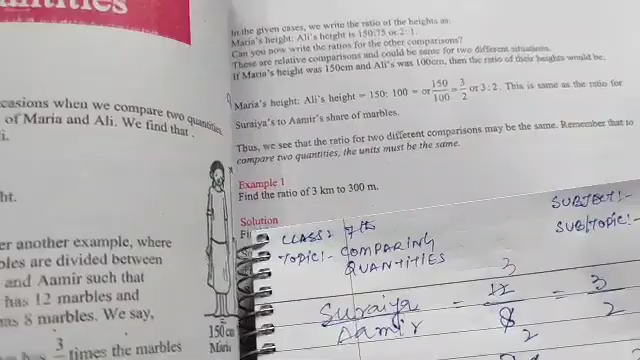 ntities
casions when we compare two quantities
of Maria and Ali. We find that
i.
ht.
er another example, where
bles are divided between
and Aamir such that
has 12 marbles and
as 8 marbles. We say,
has 3/2 times the marbles
150cm
Maria
In the given cases, we write the ratio of the heights as:
Maria's height: Ali's height is 150:75 or 2: 1.
Can you now write the ratios for the other comparisons?
These are relative comparisons and could be same for two different situations.
If Maria's height was 150cm and Ali's was 100cm, then the ratio of their heights would be,
Maria's height: Ali's height = 150: 100 = or 150/100 = 3/2 or 3 : 2. This is same as the ratio for
Suraiya's to Aamir's share of marbles.
Thus, we see that the ratio for two different comparisons may be the same. Remember that to
compare two quantities, the units must be the same.
Example 1
Find the ratio of 3 km to 300 m.
Solution
Fi
CLASS: 7th
SUBJECT:-
TOPIC:- COMPARING
SUB/TOPIC:-
QUANTITIES
3
Suraiya = 12 = 3
Aamir 8 2
2